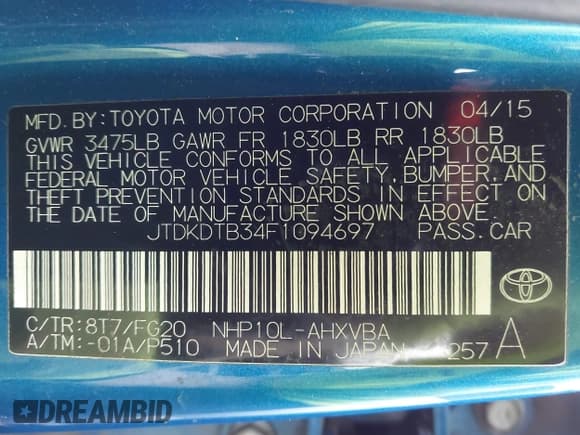 MFD.BY:TOYOTA MOTOR CORPORATION 04/15
GVWR 3475LB GAWR FR 1830LB RR 1830LB
THIS VEHICLE CONFORMS TO ALL APPLICABLE
FEDERAL MOTOR VEHICLE SAFETY,BUMPER,AND
THEFT PREVENTION STANDARDS IN EFFECT ON
THE DATE OF MANUFACTURE SHOWN ABOVE.
JTDKDTB34F1094697 PASS.CAR
C/TR:8T7/FG20 NHP10L-AHXVBA
A/TM:-01A/P510 MADE IN JAPAN 257 A
DREAMBID